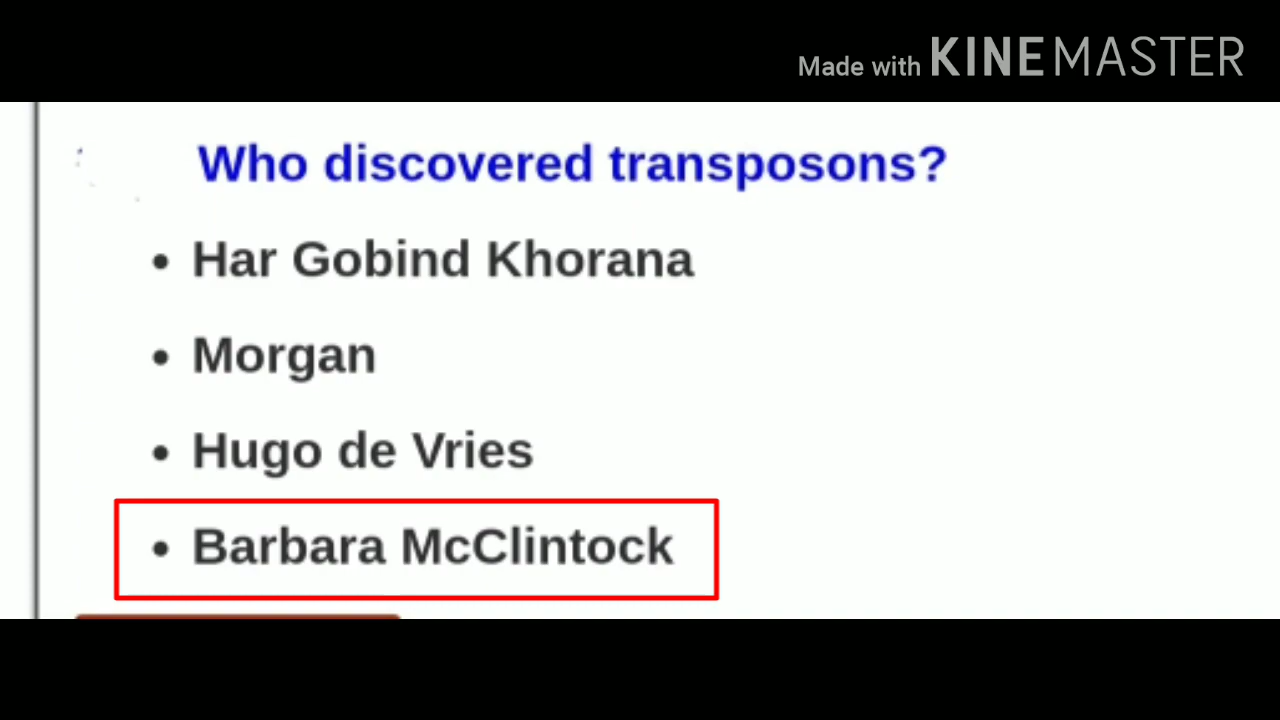 Made with KINEMASTER
Who discovered transposons?
• Har Gobind Khorana
• Morgan
• Hugo de Vries
• Barbara McClintock